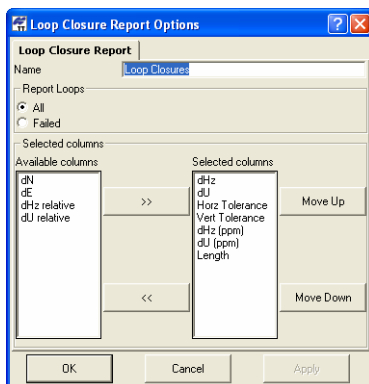 Loop Closure Report Options
Loop Closure Report
Name Loop Closures
Report Loops
All
Failed
Selected columns
Available columns
dN
dE
dHz relative
dU relative
>>
<<
Selected columns
dHz
dU
Horz Tolerance
Vert Tolerance
dHz (ppm)
dU (ppm)
Length
Move Up
Move Down
OK Cancel Apply